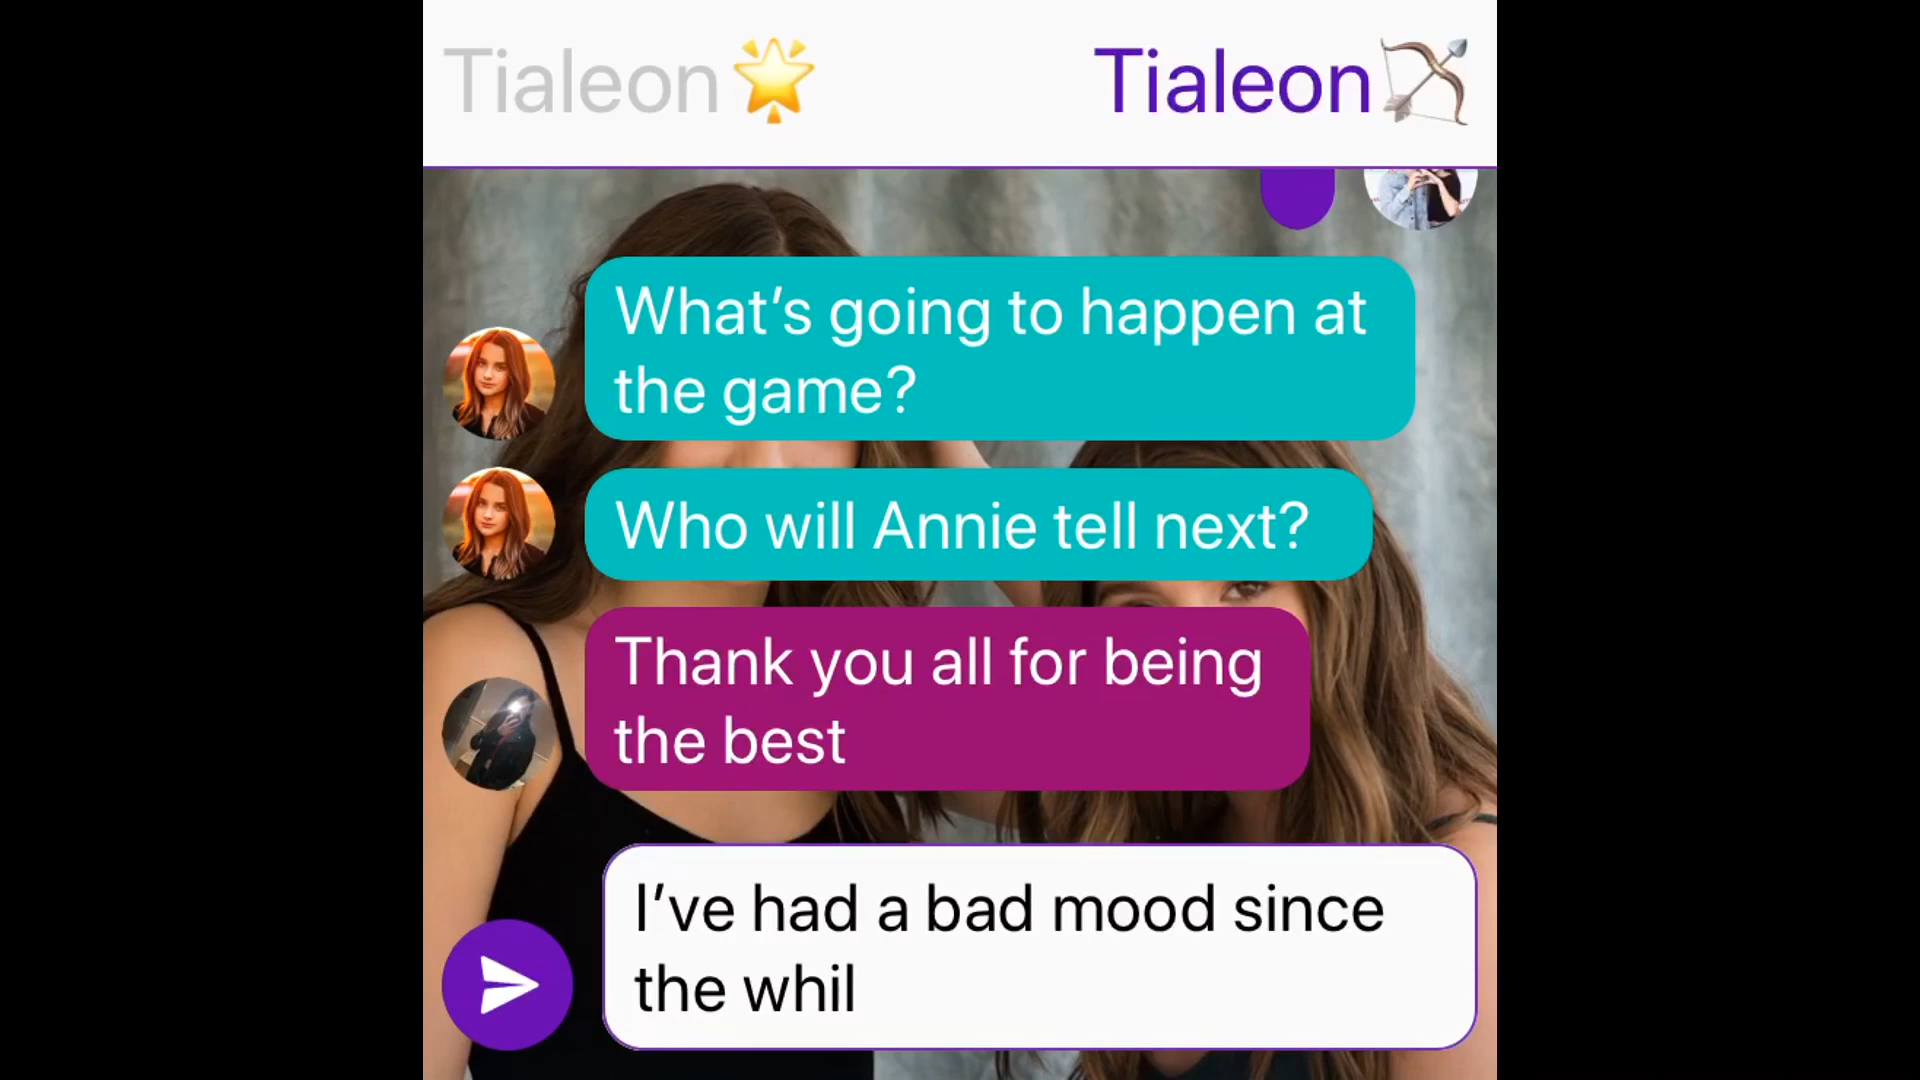 Tialeon🌟 Tialeon🏹
What’s going to happen at
the game?
Who will Annie tell next?
Thank you all for being
the best
I’ve had a bad mood since
the whil